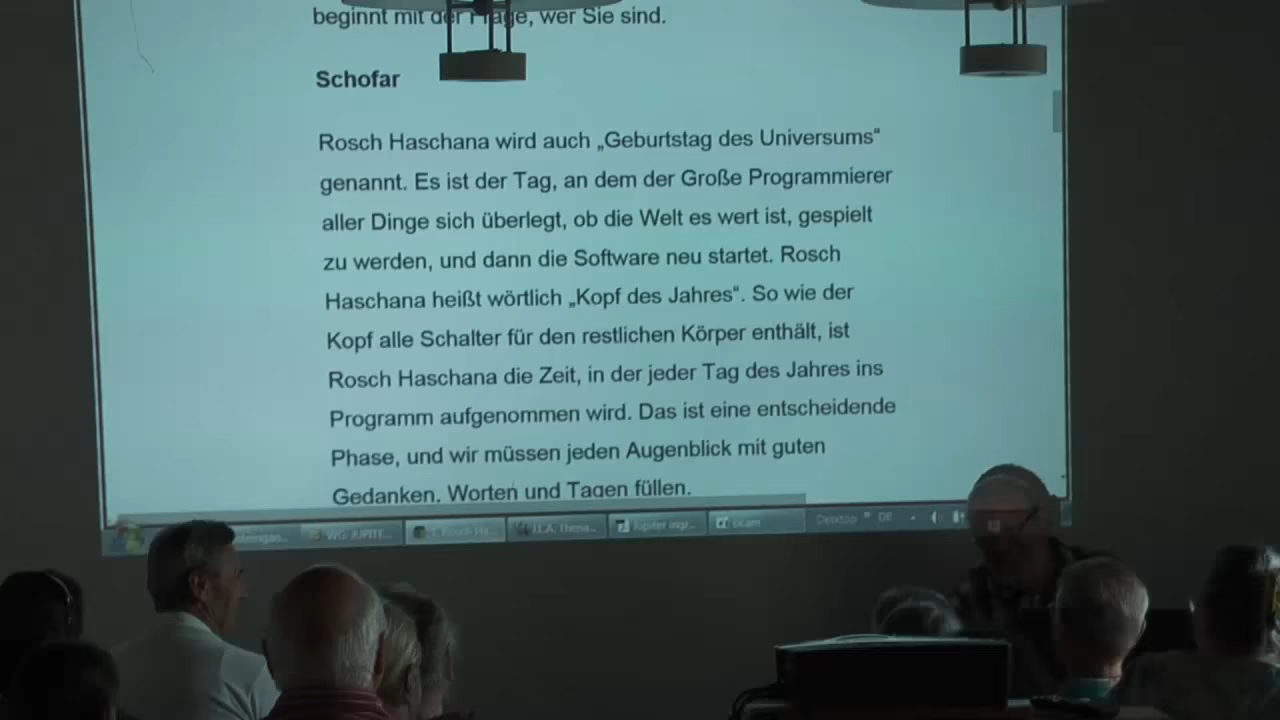 beginnt mit der Frage, wer Sie sind.
Schofar
Rosch Haschana wird auch „Geburtstag des Universums“
genannt. Es ist der Tag, an dem der Große Programmierer
aller Dinge sich überlegt, ob die Welt es wert ist, gespielt
zu werden, und dann die Software neu startet. Rosch
Haschana heißt wörtlich „Kopf des Jahres“. So wie der
Kopf alle Schalter für den restlichen Körper enthält, ist
Rosch Haschana die Zeit, in der jeder Tag des Jahres ins
Programm aufgenommen wird. Das ist eine entscheidende
Phase, und wir müssen jeden Augenblick mit guten
Gedanken, Worten und Tagen füllen.
Desktop DE